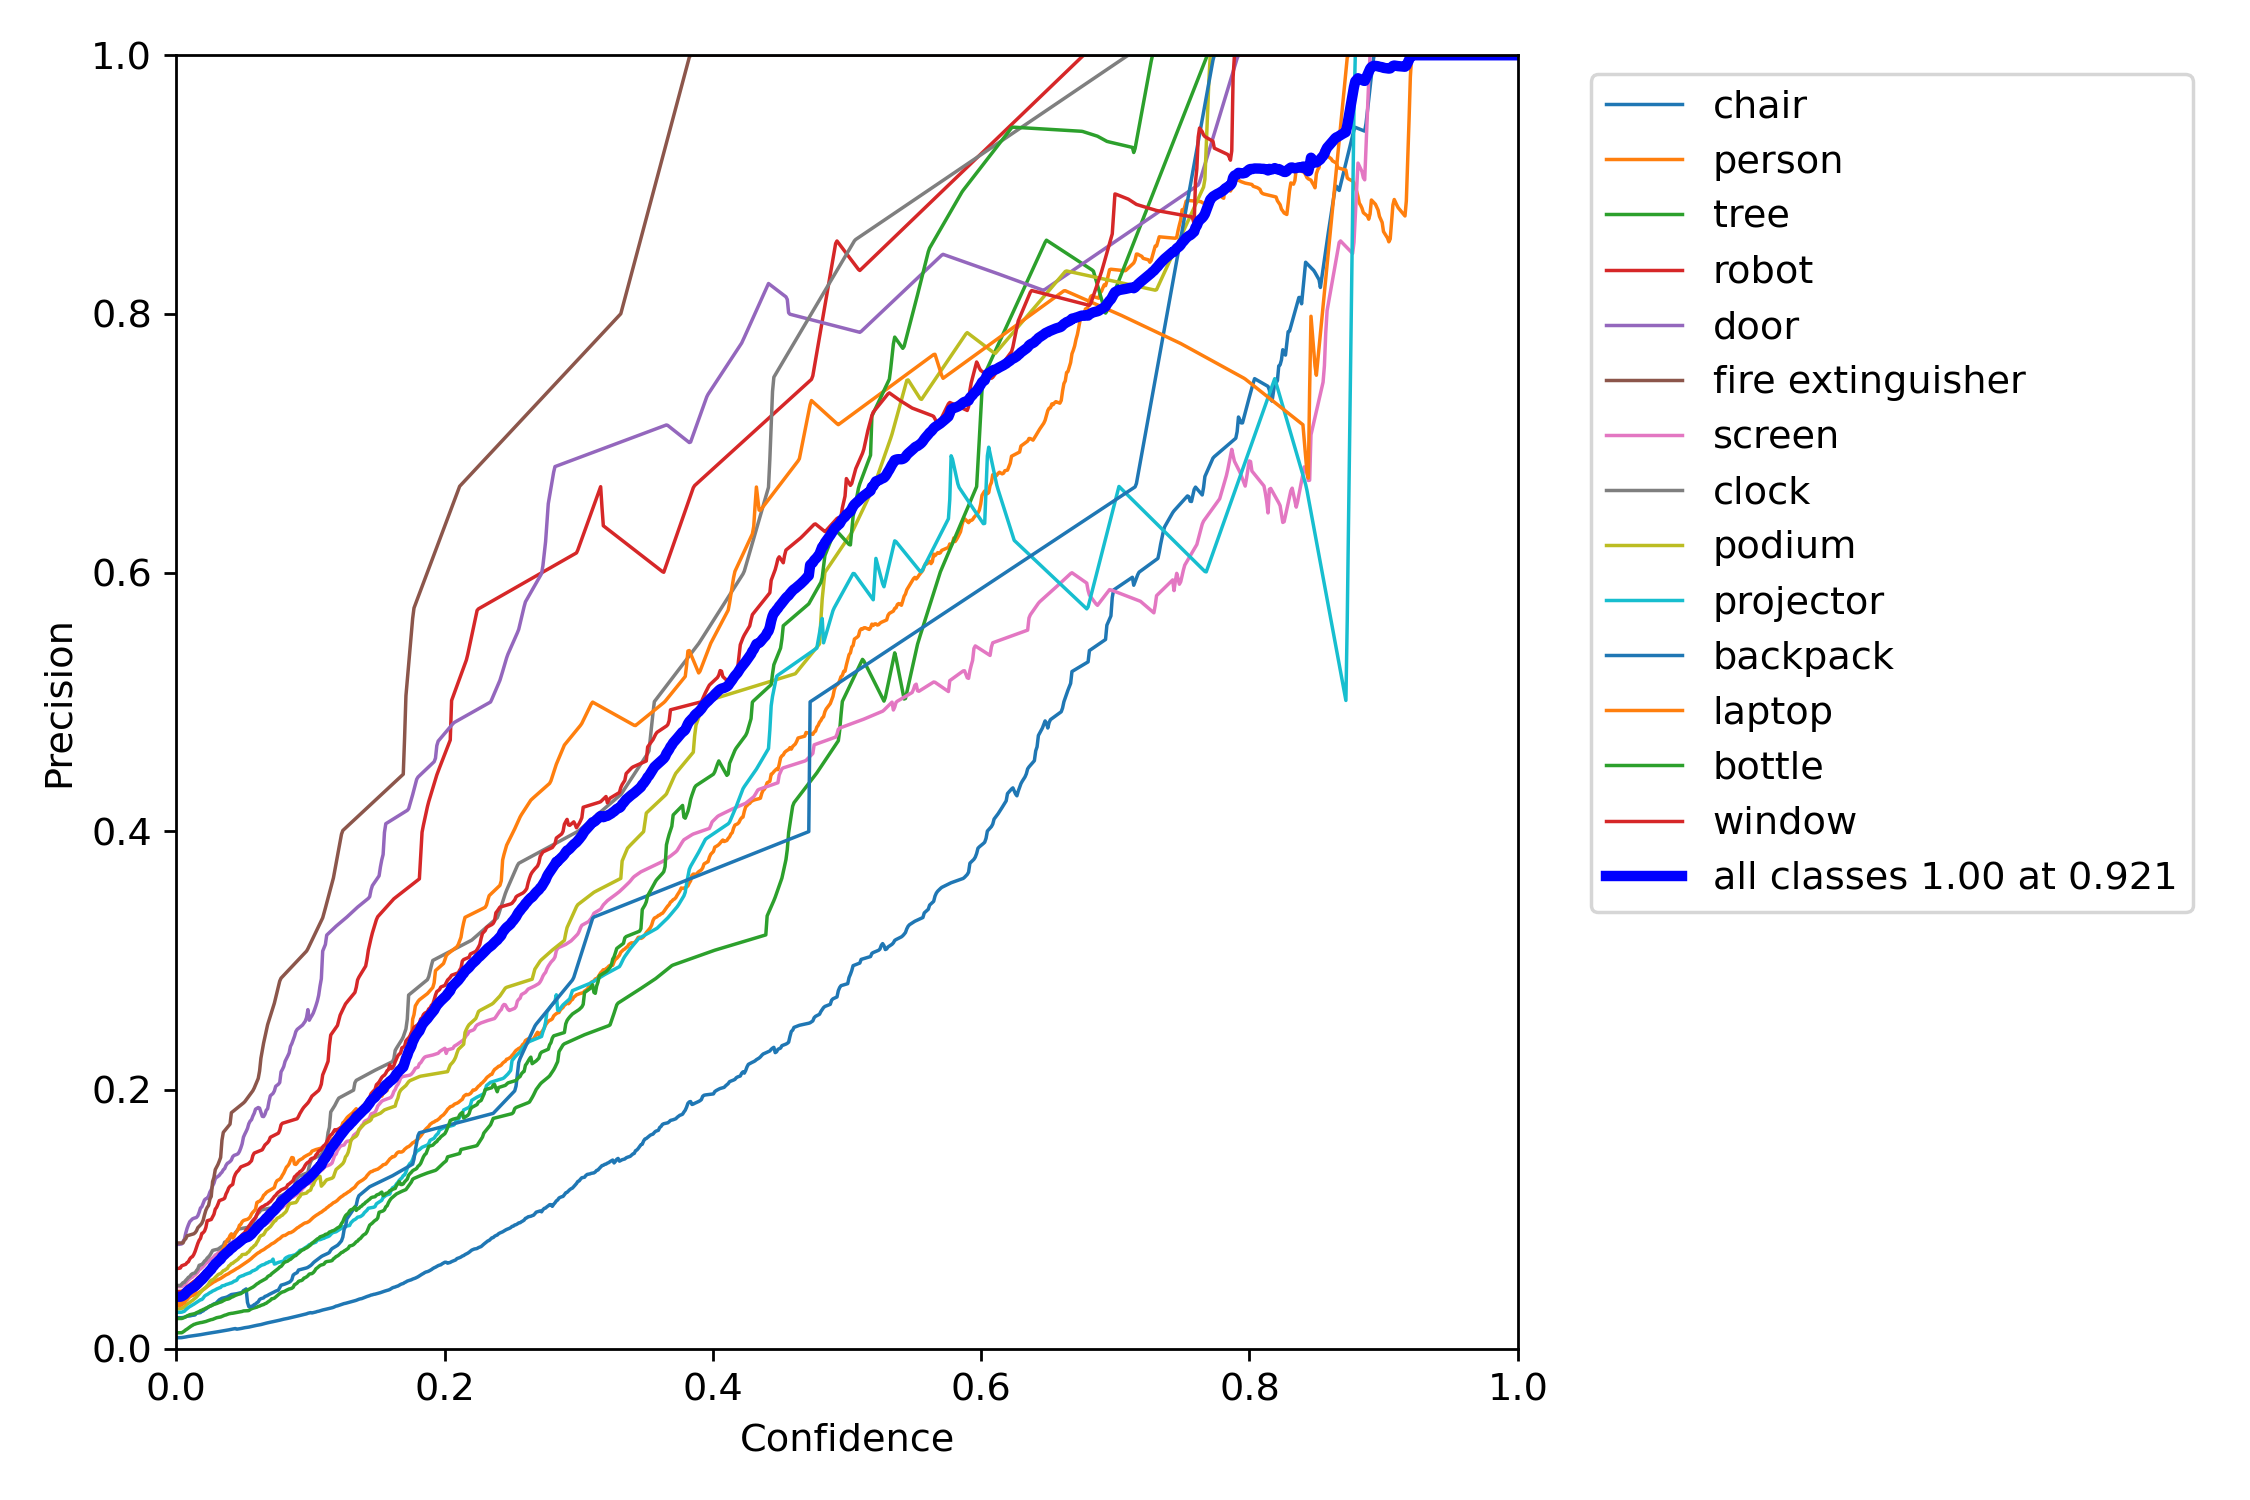 1.0
0.8
0.6
0.4
0.2
0.0
Precision
0.0 0.2 0.4 0.6 0.8 1.0
Confidence
chair
person
tree
robot
door
fire extinguisher
screen
clock
podium
projector
backpack
laptop
bottle
window
all classes 1.00 at 0.921